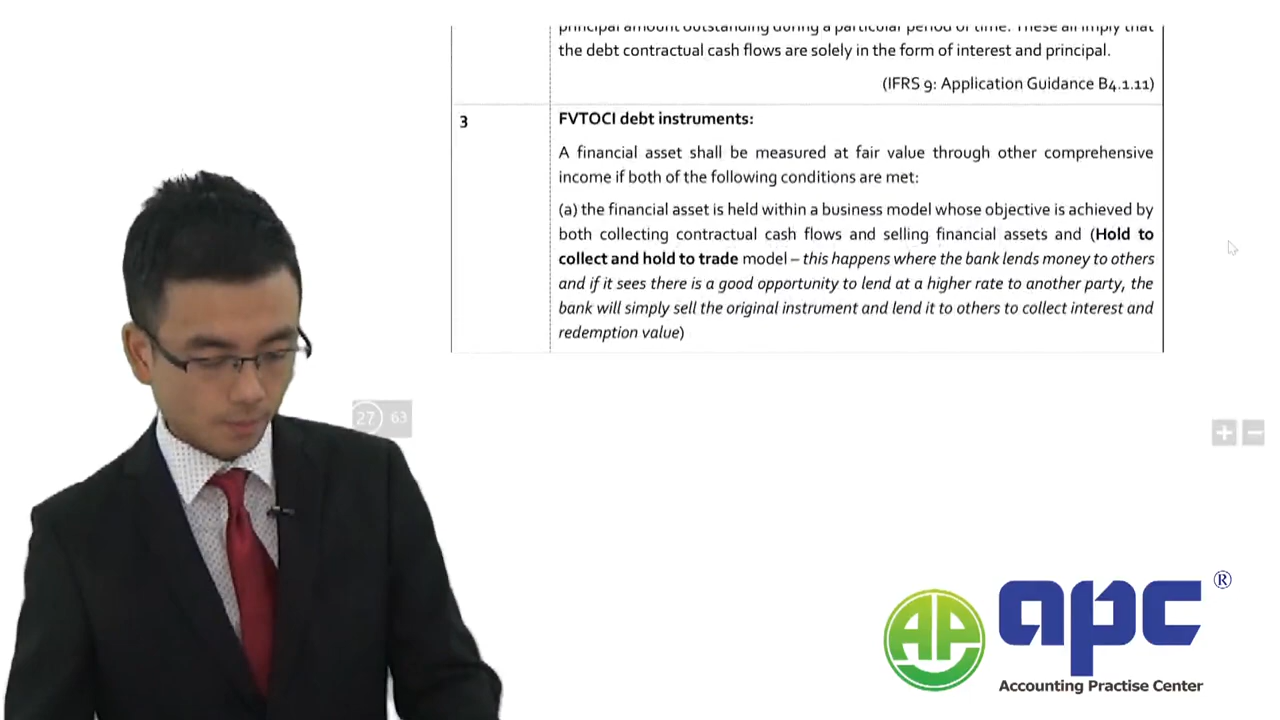 principal amount outstanding during a particular period of time. These all imply that
the debt contractual cash flows are solely in the form of interest and principal.
(IFRS 9: Application Guidance B4.1.11)
3
FVTOCI debt instruments:
A financial asset shall be measured at fair value through other comprehensive
income if both of the following conditions are met:
(a) the financial asset is held within a business model whose objective is achieved by
both collecting contractual cash flows and selling financial assets and (Hold to
collect and hold to trade model – this happens where the bank lends money to others
and if it sees there is a good opportunity to lend at a higher rate to another party, the
bank will simply sell the original instrument and lend it to others to collect interest and
redemption value)
27 63
AP
apc ®
Accounting Practise Center